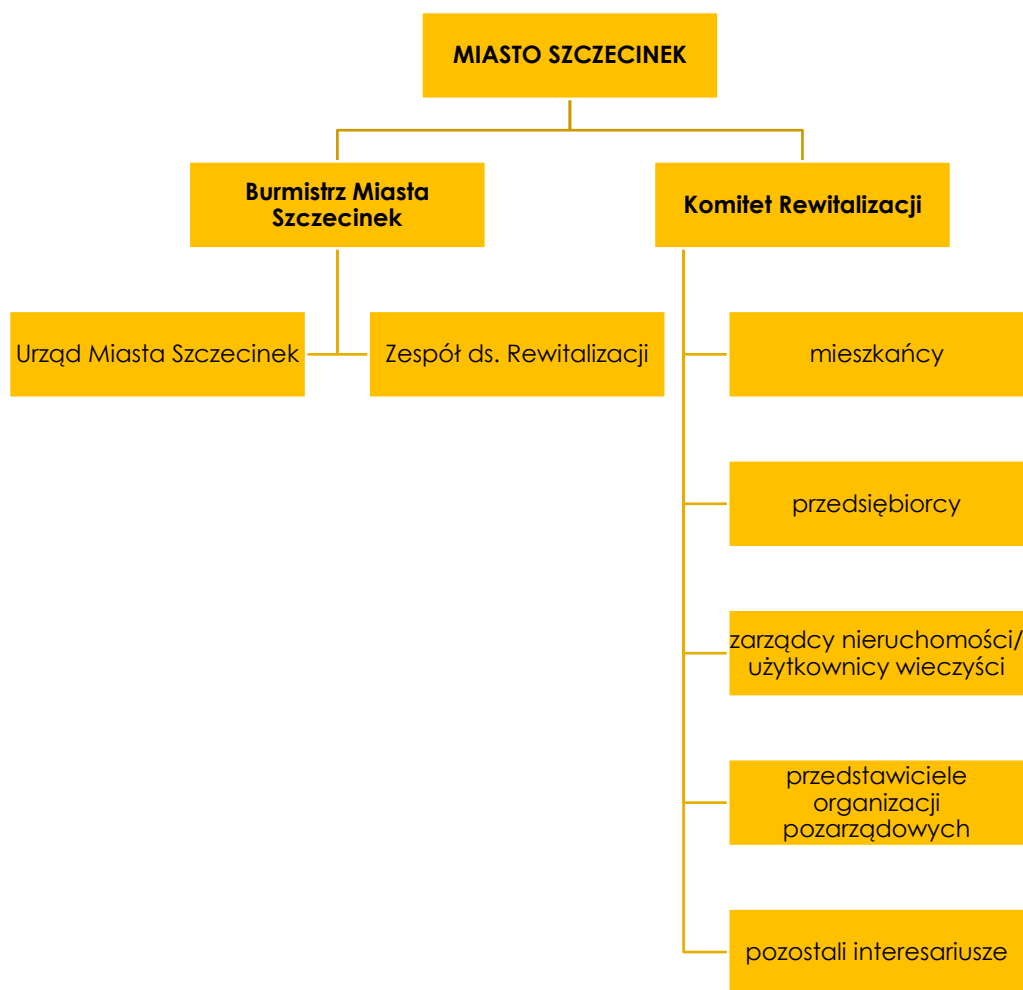 MIASTO SZCZECINEK
Burmistrz Miasta
Szczecinek
Komitet Rewitalizacji
Urząd Miasta Szczecinek
Zespół ds. Rewitalizacji
mieszkańcy
przedsiębiorcy
zarządcy nieruchomości/
użytkownicy wieczyści
przedstawiciele
organizacji
pozarządowych
pozostali interesariusze